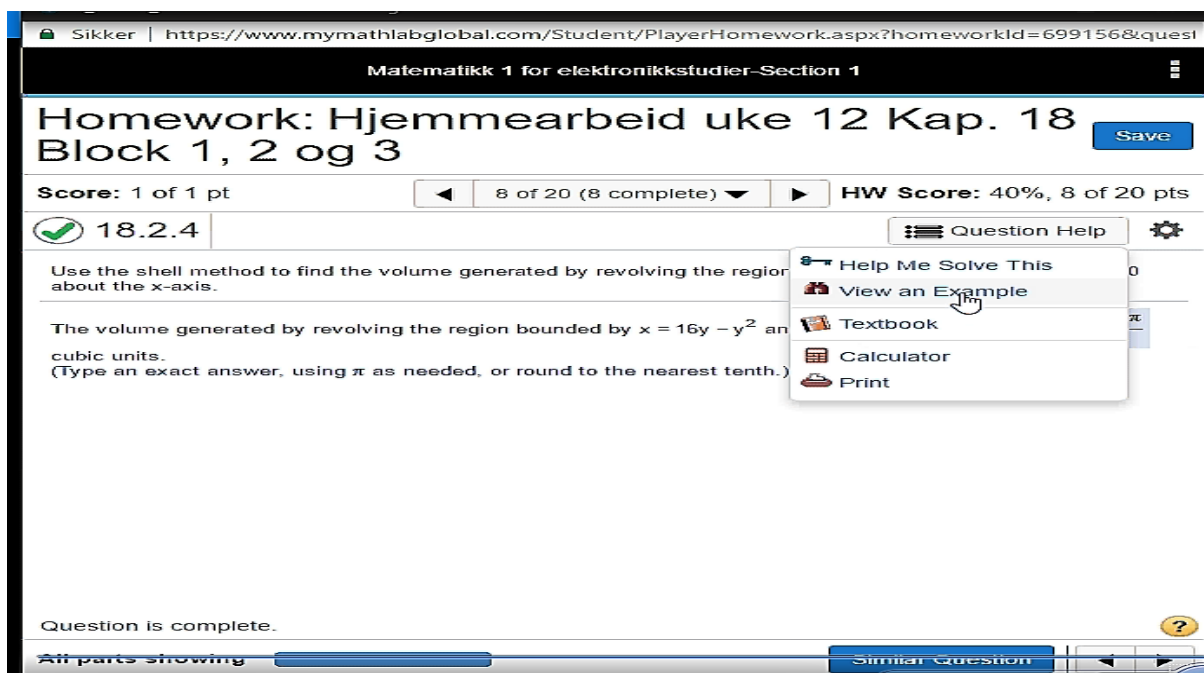 Sikker | https://www.mymathlabglobal.com/Student/PlayerHomework.aspx?homeworkId=699156&quest
Matematikk 1 for elektronikkstudier-Section 1
Homework: Hjemmearbeid uke 12 Kap. 18
Block 1, 2 og 3
Save
Score: 1 of 1 pt
8 of 20 (8 complete)
HW Score: 40%, 8 of 20 pts
18.2.4
Question Help
Use the shell method to find the volume generated by revolving the region
0
about the x-axis.
Help Me Solve This
View an Example
Textbook
Calculator
Print
The volume generated by revolving the region bounded by x = 16y − y² an
π
cubic units.
(Type an exact answer, using π as needed, or round to the nearest tenth.)
Question is complete.
?
All parts showing
Similar Question